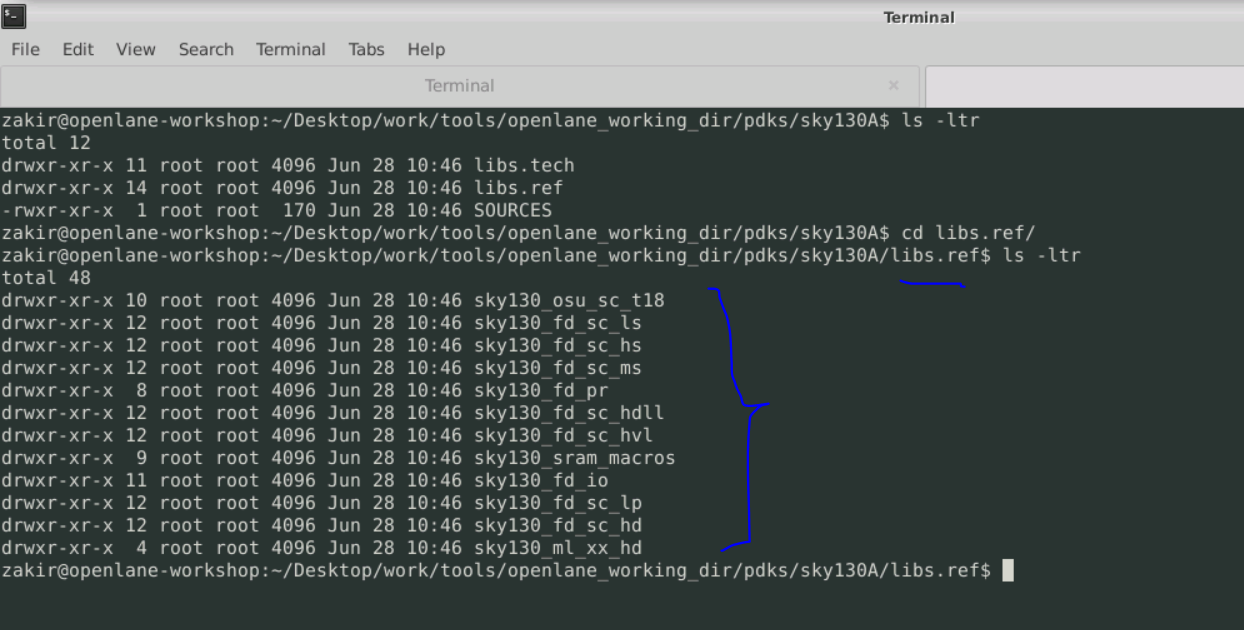 Terminal
File Edit View Search Terminal Tabs Help
Terminal ×
zakir@openlane-workshop:~/Desktop/work/tools/openlane_working_dir/pdks/sky130A$ ls -ltr
total 12
drwxr-xr-x 11 root root 4096 Jun 28 10:46 libs.tech
drwxr-xr-x 14 root root 4096 Jun 28 10:46 libs.ref
-rwxr-xr-x  1 root root  170 Jun 28 10:46 SOURCES
zakir@openlane-workshop:~/Desktop/work/tools/openlane_working_dir/pdks/sky130A$ cd libs.ref/
zakir@openlane-workshop:~/Desktop/work/tools/openlane_working_dir/pdks/sky130A/libs.ref$ ls -ltr
total 48
drwxr-xr-x 10 root root 4096 Jun 28 10:46 sky130_osu_sc_t18
drwxr-xr-x 12 root root 4096 Jun 28 10:46 sky130_fd_sc_ls
drwxr-xr-x 12 root root 4096 Jun 28 10:46 sky130_fd_sc_hs
drwxr-xr-x 12 root root 4096 Jun 28 10:46 sky130_fd_sc_ms
drwxr-xr-x  8 root root 4096 Jun 28 10:46 sky130_fd_pr
drwxr-xr-x 12 root root 4096 Jun 28 10:46 sky130_fd_sc_hdll
drwxr-xr-x 12 root root 4096 Jun 28 10:46 sky130_fd_sc_hvl
drwxr-xr-x  9 root root 4096 Jun 28 10:46 sky130_sram_macros
drwxr-xr-x 11 root root 4096 Jun 28 10:46 sky130_fd_io
drwxr-xr-x 12 root root 4096 Jun 28 10:46 sky130_fd_sc_lp
drwxr-xr-x 12 root root 4096 Jun 28 10:46 sky130_fd_sc_hd
drwxr-xr-x  4 root root 4096 Jun 28 10:46 sky130_ml_xx_hd
zakir@openlane-workshop:~/Desktop/work/tools/openlane_working_dir/pdks/sky130A/libs.ref$